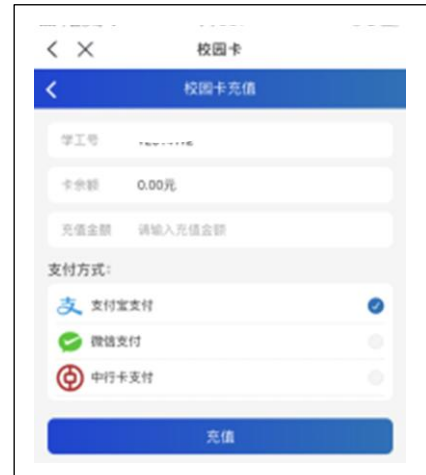 校园卡
校园卡充值
学工号
卡余额 0.00元
充值金额 请输入充值金额
支付方式：
支付宝支付
微信支付
中行卡支付
充值